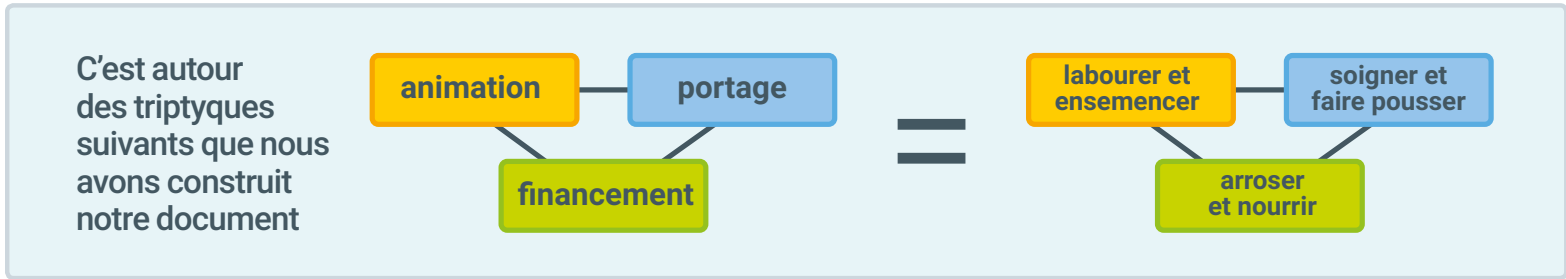 C’est autour
des triptyques
suivants que nous
avons construit
notre document
animation
portage
financement
=
labourer et
ensemencer
soigner et
faire pousser
arroser
et nourrir